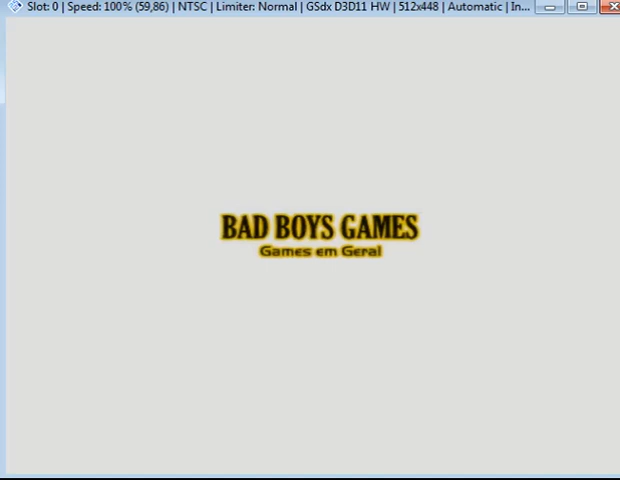 Slot: 0 | Speed: 100% (59,86) | NTSC | Limiter: Normal | GSdx D3D11 HW | 512x448 | Automatic | In...
BAD BOYS GAMES
Games em Geral